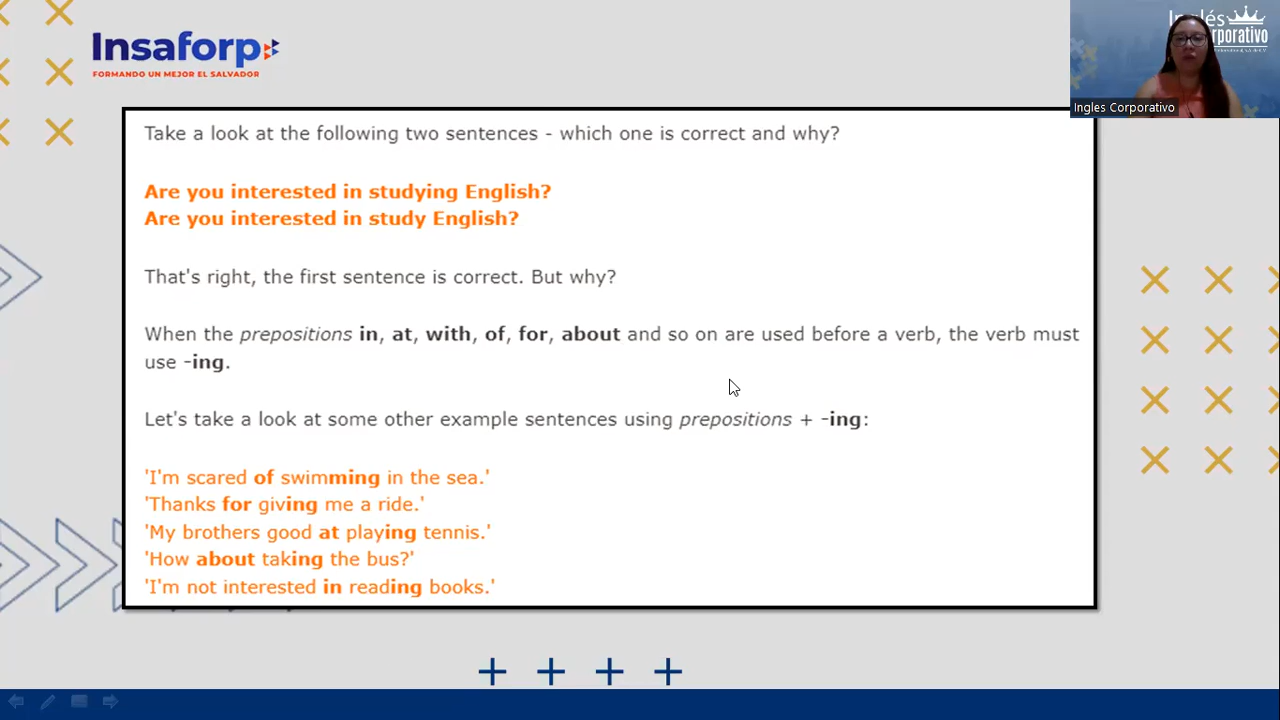 Insaforp
FORMANDO UN MEJOR EL SALVADOR
Inglés
Corporativo
Ingles Corporativo
Take a look at the following two sentences - which one is correct and why?
Are you interested in studying English?
Are you interested in study English?
That's right, the first sentence is correct. But why?
When the prepositions in, at, with, of, for, about and so on are used before a verb, the verb must
use -ing.
Let's take a look at some other example sentences using prepositions + -ing:
'I'm scared of swimming in the sea.'
'Thanks for giving me a ride.'
'My brothers good at playing tennis.'
'How about taking the bus?'
'I'm not interested in reading books.'